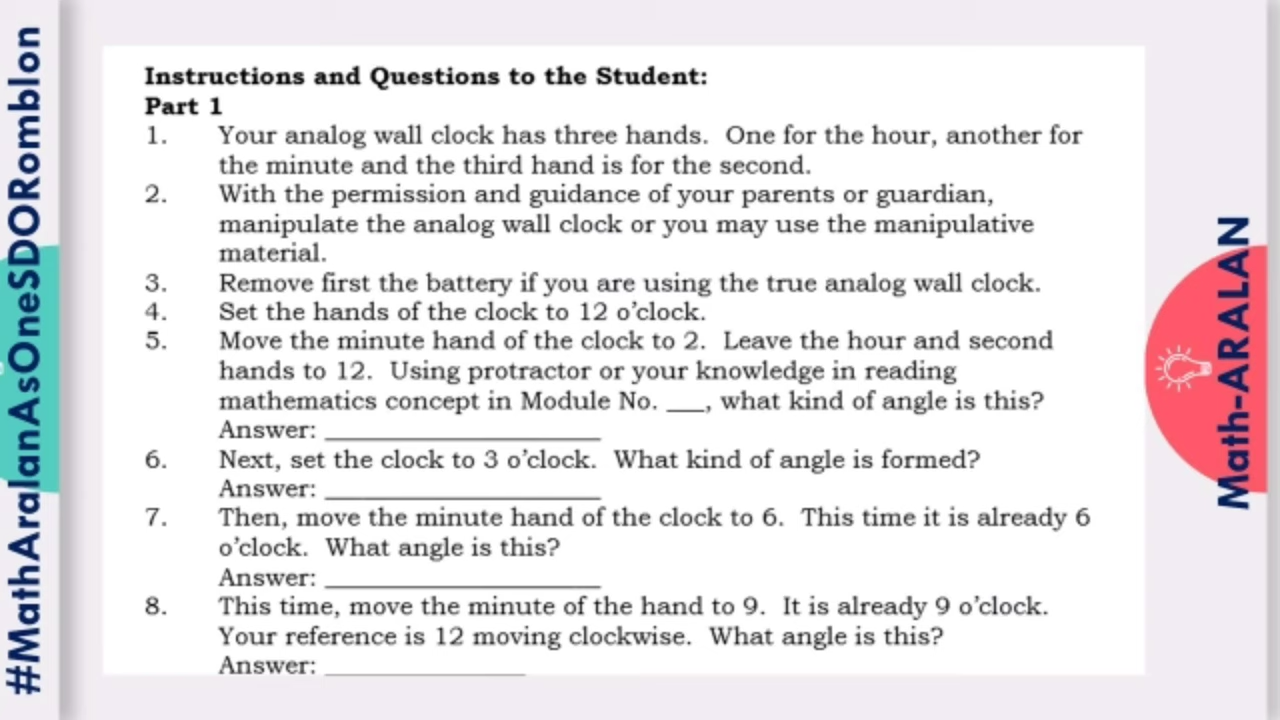 #MathAralanAsOneSDORomblon
Instructions and Questions to the Student:
Part 1
1. Your analog wall clock has three hands. One for the hour, another for
the minute and the third hand is for the second.
2. With the permission and guidance of your parents or guardian,
manipulate the analog wall clock or you may use the manipulative
material.
3. Remove first the battery if you are using the true analog wall clock.
4. Set the hands of the clock to 12 o'clock.
5. Move the minute hand of the clock to 2. Leave the hour and second
hands to 12. Using protractor or your knowledge in reading
mathematics concept in Module No. ___, what kind of angle is this?
Answer: ______________________
6. Next, set the clock to 3 o'clock. What kind of angle is formed?
Answer: ______________________
7. Then, move the minute hand of the clock to 6. This time it is already 6
o'clock. What angle is this?
Answer: ______________________
8. This time, move the minute of the hand to 9. It is already 9 o'clock.
Your reference is 12 moving clockwise. What angle is this?
Answer: ________________
Math-ARALAN